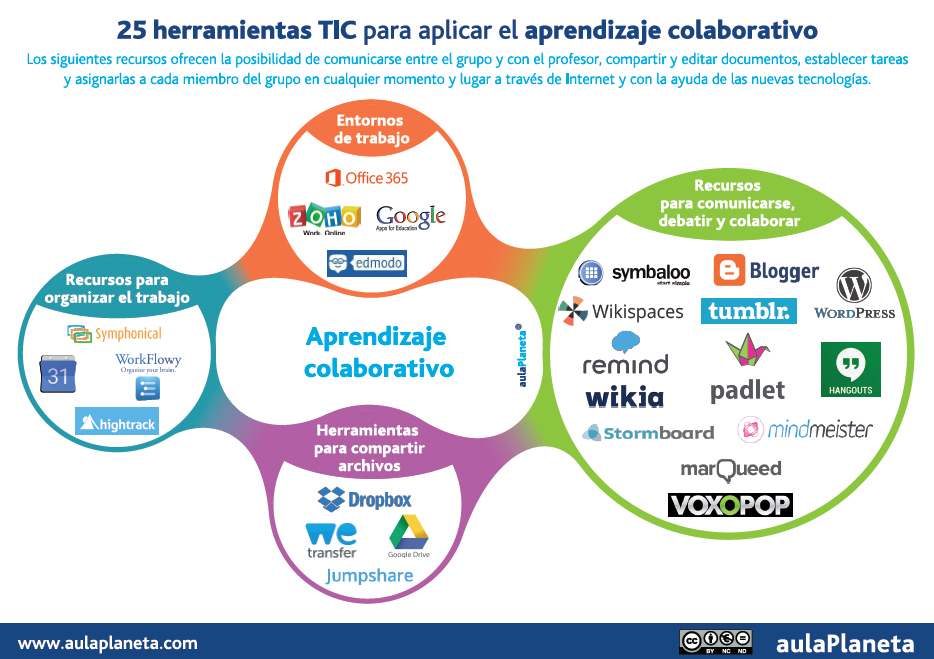 25 herramientas TIC para aplicar el aprendizaje colaborativo
Los siguientes recursos ofrecen la posibilidad de comunicarse entre el grupo y con el profesor, compartir y editar documentos, establecer tareas
y asignarlas a cada miembro del grupo en cualquier momento y lugar a través de Internet y con la ayuda de las nuevas tecnologías.
Entornos
de trabajo
Office 365
ZOHO
Work. Online
Google
Apps for Education
edmodo
Recursos para
organizar el trabajo
Symphonical
31
WorkFlowy
Organize your brain.
hightrack
Aprendizaje
colaborativo
aulaPlaneta
Herramientas
para compartir
archivos
Dropbox
we
transfer
Google Drive
Jumpshare
Recursos
para comunicarse,
debatir y colaborar
symbaloo
start simple
Blogger
WORDPRESS
Wikispaces
tumblr.
remind
padlet
HANGOUTS
wikia
Stormboard
mindmeister
marQueed
VOXOPOP
www.aulaplaneta.com
cc
BY NC ND
aulaPlaneta